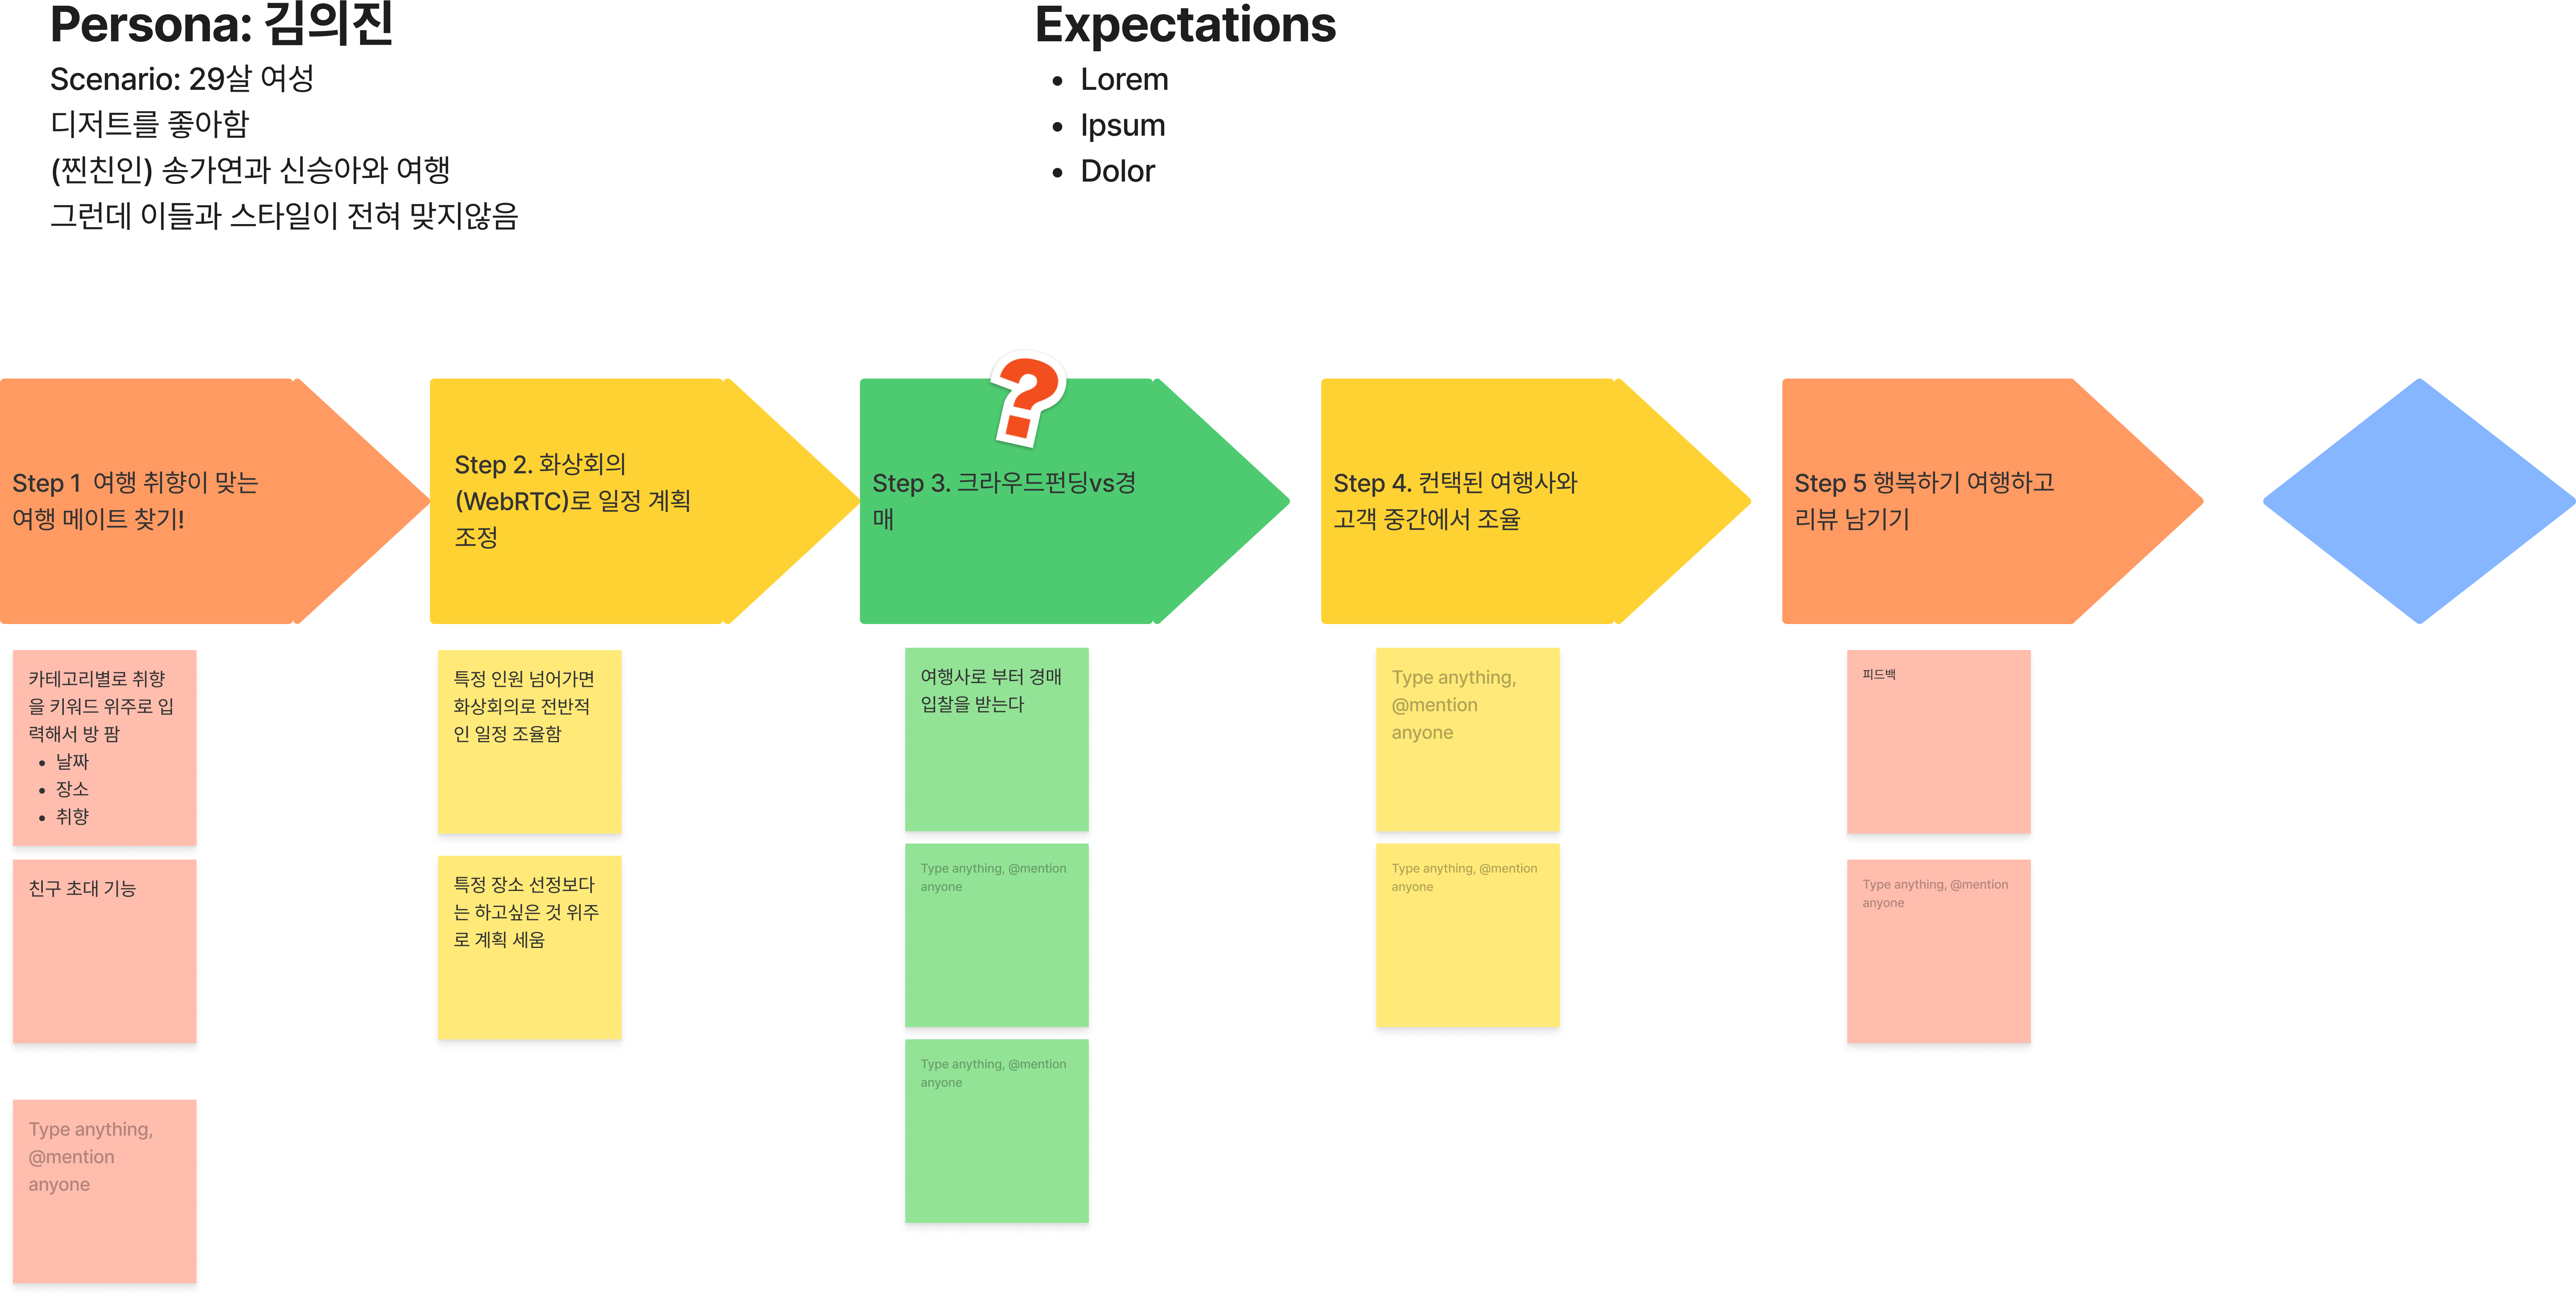 Persona: 김의진
Scenario: 29살 여성
디저트를 좋아함
(찐친인) 송가연과 신승아와 여행
그런데 이들과 스타일이 전혀 맞지않음
Expectations
• Lorem
• Ipsum
• Dolor
Step 1 여행 취향이 맞는
여행 메이트 찾기!
Step 2. 화상회의
(WebRTC)로 일정 계획
조정
?
Step 3. 크라우드펀딩vs경
매
Step 4. 컨택된 여행사와
고객 중간에서 조율
Step 5 행복하기 여행하고
리뷰 남기기
카테고리별로 취향
을 키워드 위주로 입
력해서 방 팜
• 날짜
• 장소
• 취향
친구 초대 기능
Type anything,
@mention
anyone
특정 인원 넘어가면
화상회의로 전반적
인 일정 조율함
특정 장소 선정보다
는 하고싶은 것 위주
로 계획 세움
여행사로 부터 경매
입찰을 받는다
Type anything, @mention
anyone
Type anything, @mention
anyone
Type anything,
@mention
anyone
Type anything, @mention
anyone
피드백
Type anything, @mention
anyone